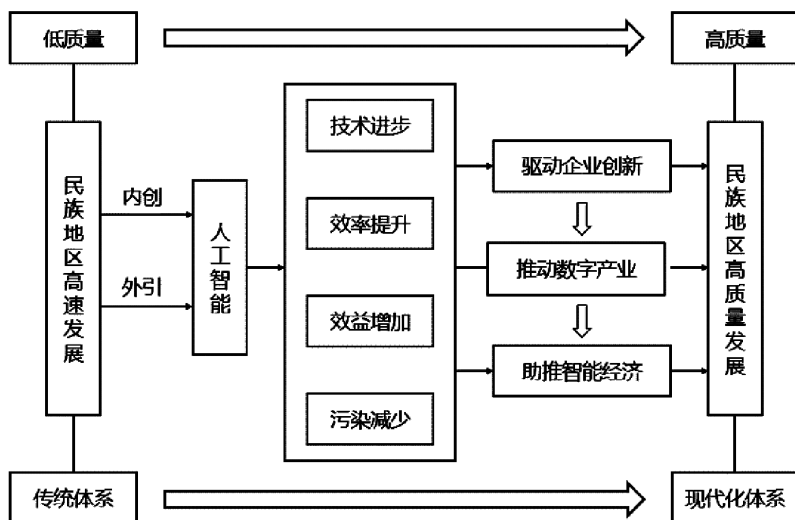 低质量
高质量
民族地区高速发展
内创
外引
人工智能
技术进步
效率提升
效益增加
污染减少
驱动企业创新
推动数字产业
助推智能经济
民族地区高质量发展
传统体系
现代化体系